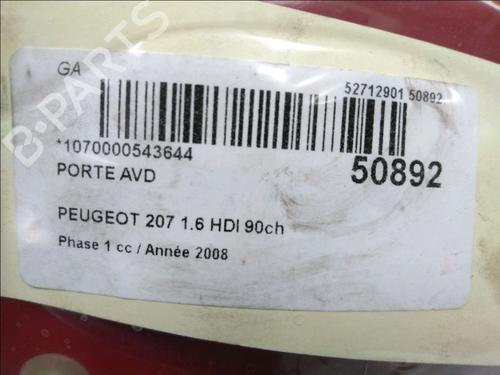 GA
52712901 50892
*1070000543644
50892
PORTE AVD
PEUGEOT 207 1.6 HDI 90ch
Phase 1 cc / Année 2008
B-PARTS